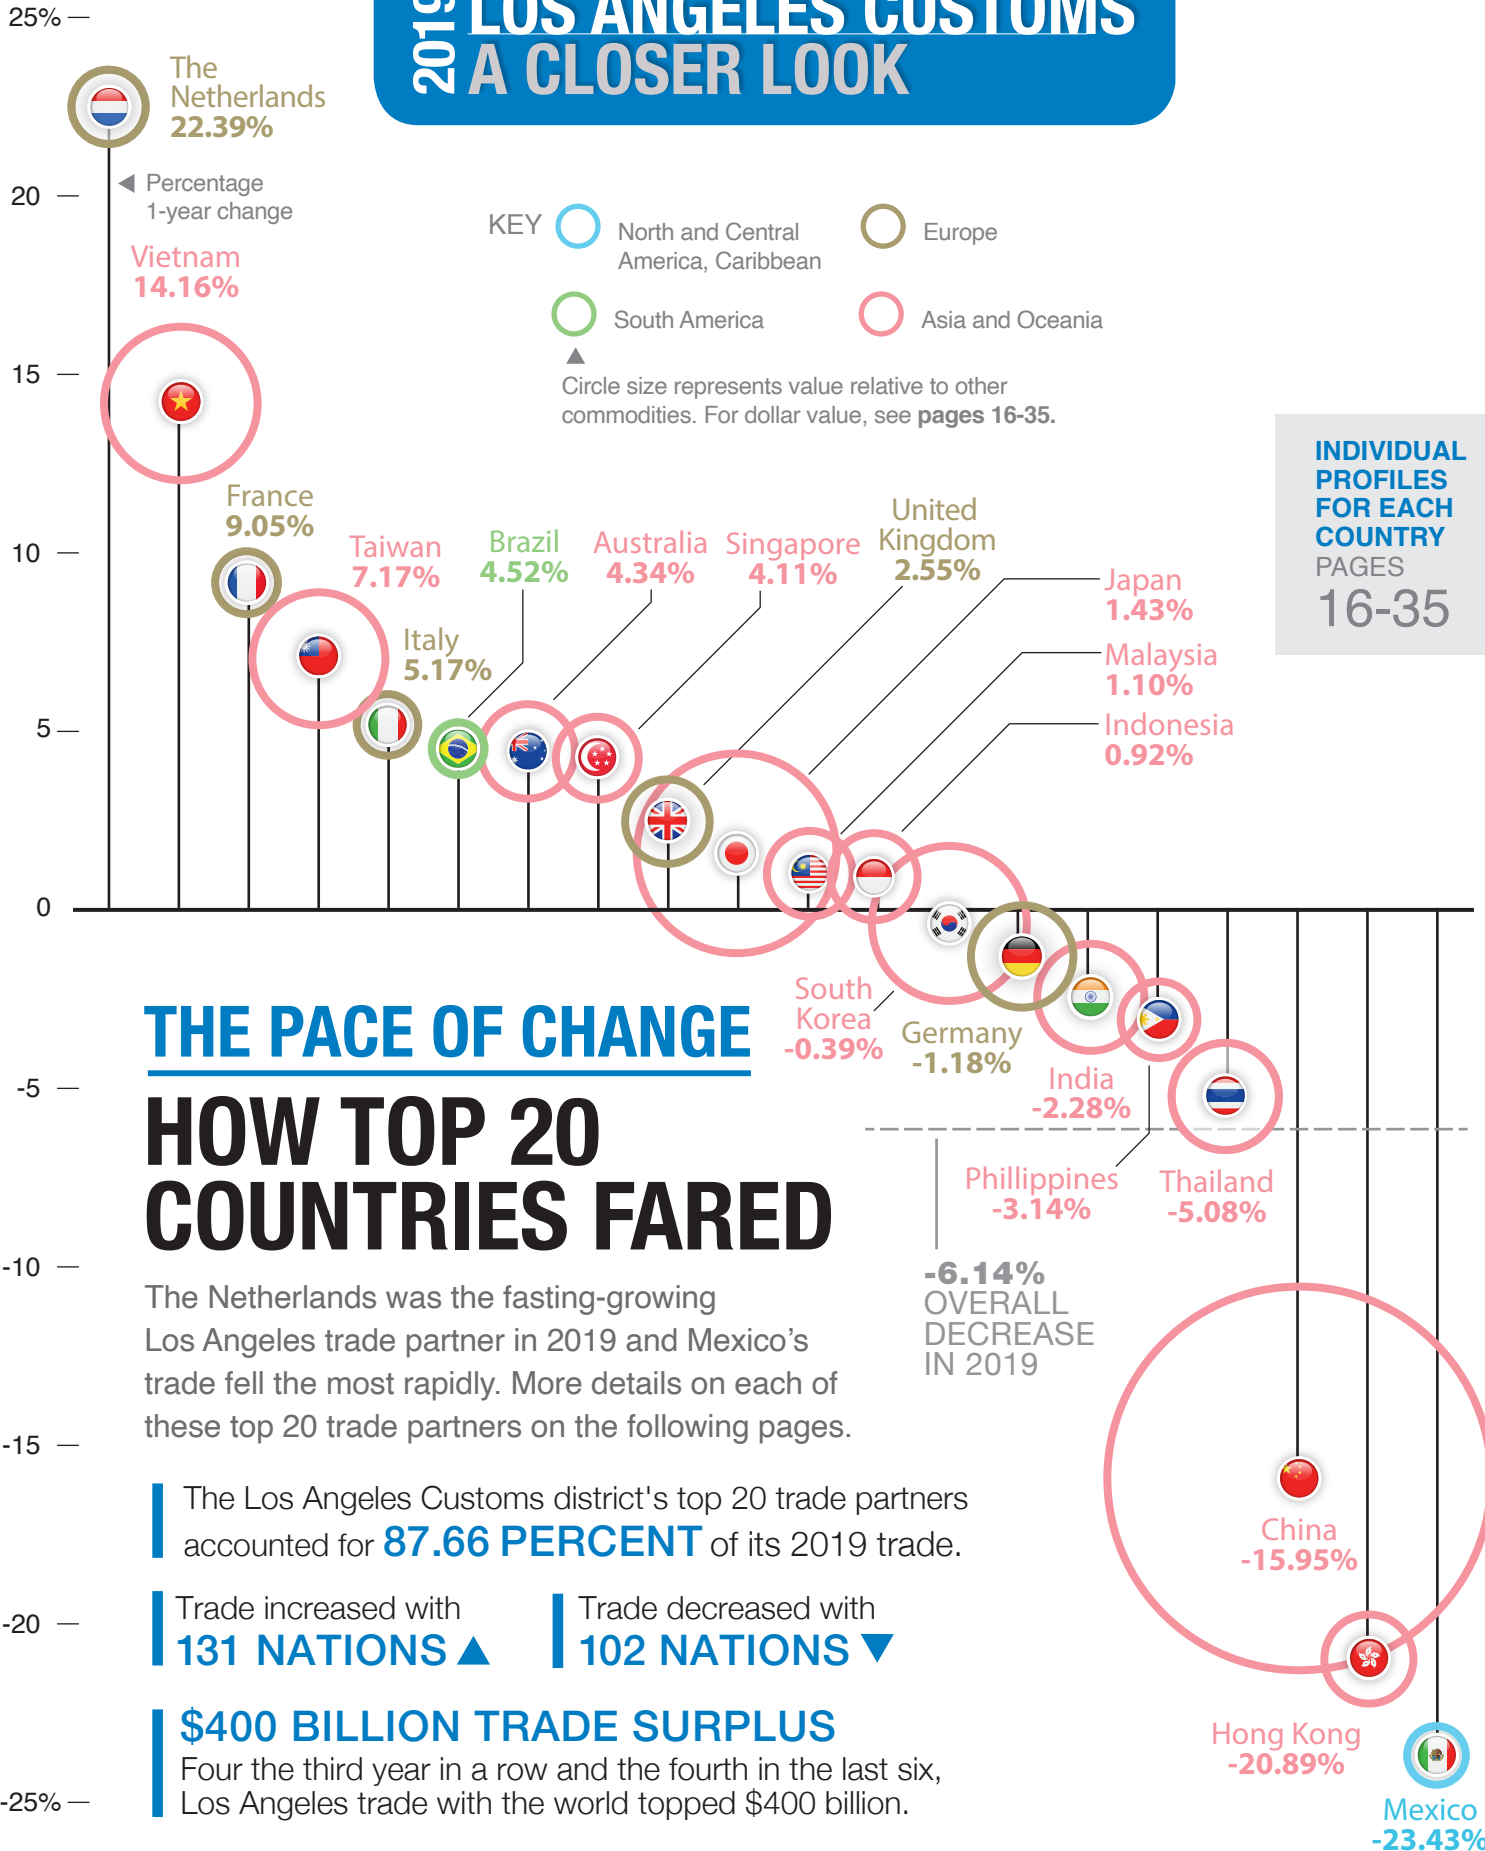 2019
LOS ANGELES CUSTOMS
A CLOSER LOOK
25%
20
15
10
5
0
-5
-10
-15
-20
-25%
The
Netherlands
22.39%
◀ Percentage
1-year change
Vietnam
14.16%
KEY
North and Central
America, Caribbean
Europe
South America
Asia and Oceania
▲
Circle size represents value relative to other
commodities. For dollar value, see pages 16-35.
INDIVIDUAL
PROFILES
FOR EACH
COUNTRY
PAGES
16-35
France
9.05%
Taiwan
7.17%
Italy
5.17%
Brazil
4.52%
Australia
4.34%
Singapore
4.11%
United
Kingdom
2.55%
Japan
1.43%
Malaysia
1.10%
Indonesia
0.92%
South
Korea
-0.39%
Germany
-1.18%
India
-2.28%
Phillippines
-3.14%
Thailand
-5.08%
-6.14%
OVERALL
DECREASE
IN 2019
China
-15.95%
Hong Kong
-20.89%
Mexico
-23.43%
THE PACE OF CHANGE
HOW TOP 20
COUNTRIES FARED
The Netherlands was the fasting-growing
Los Angeles trade partner in 2019 and Mexico’s
trade fell the most rapidly. More details on each of
these top 20 trade partners on the following pages.
The Los Angeles Customs district's top 20 trade partners
accounted for 87.66 PERCENT of its 2019 trade.
Trade increased with
131 NATIONS ▲
Trade decreased with
102 NATIONS ▼
$400 BILLION TRADE SURPLUS
Four the third year in a row and the fourth in the last six,
Los Angeles trade with the world topped $400 billion.